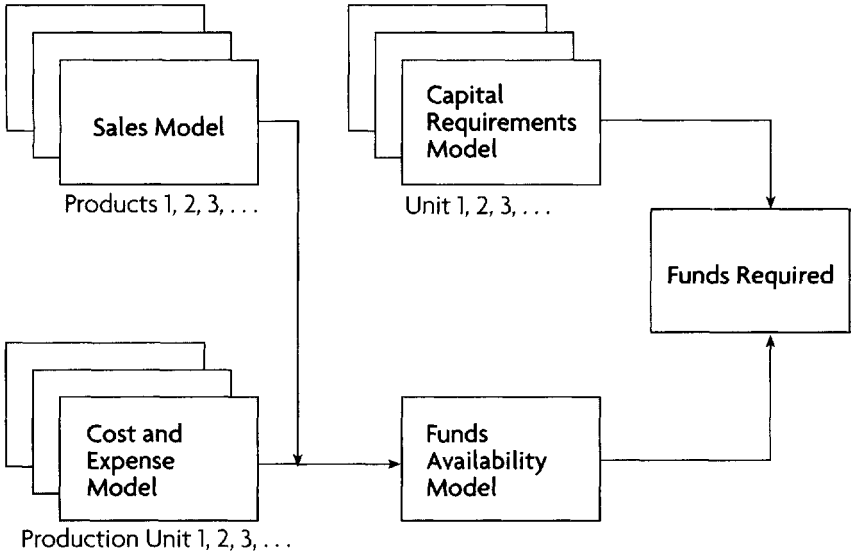 Sales Model
Products 1, 2, 3, . . .
Capital
Requirements
Model
Unit 1, 2, 3, . . .
Funds Required
Cost and
Expense
Model
Production Unit 1, 2, 3, . . .
Funds
Availability
Model